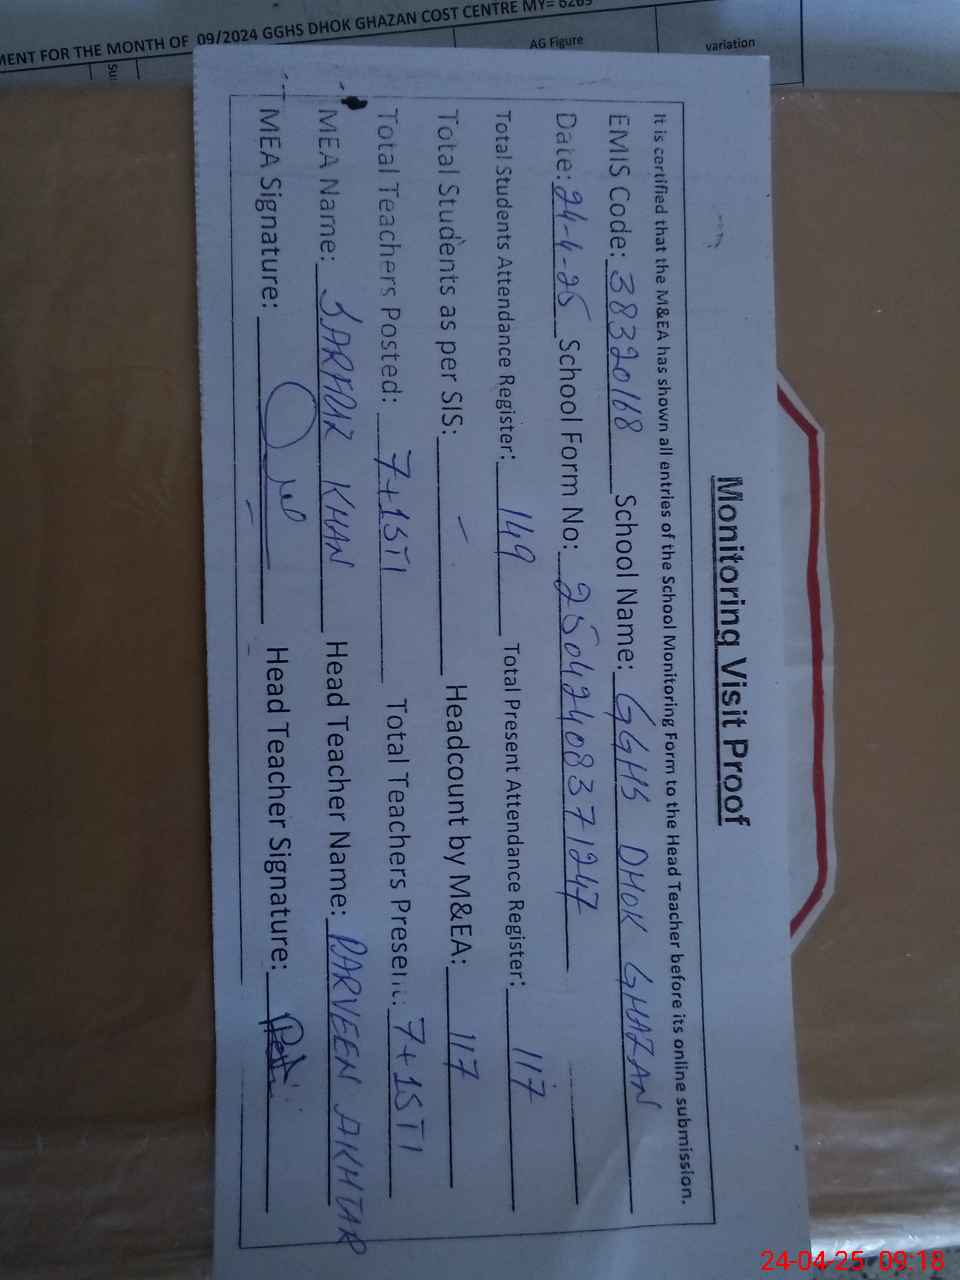 MENT FOR THE MONTH OF 09/2024 GGHS DHOK GHAZAN COST CENTRE MY= 6269
AG Figure
variation
Monitoring Visit Proof
It is certified that the M&EA has shown all entries of the School Monitoring Form to the Head Teacher before its online submission.
EMIS Code: 38320168 School Name: GGHS DHOK GHAZAN
Date: 24-4-25 School Form No: 25042408371247
Total Students Attendance Register: 149 Total Present Attendance Register: 117
Total Students as per SIS: - Headcount by M&EA: 117
Total Teachers Posted: 7+1STI Total Teachers Present: 7+1STI
MEA Name: SARFRAZ KHAN Head Teacher Name: PARVEEN AKHTAR
MEA Signature: Head Teacher Signature:
24-04-25 09:18